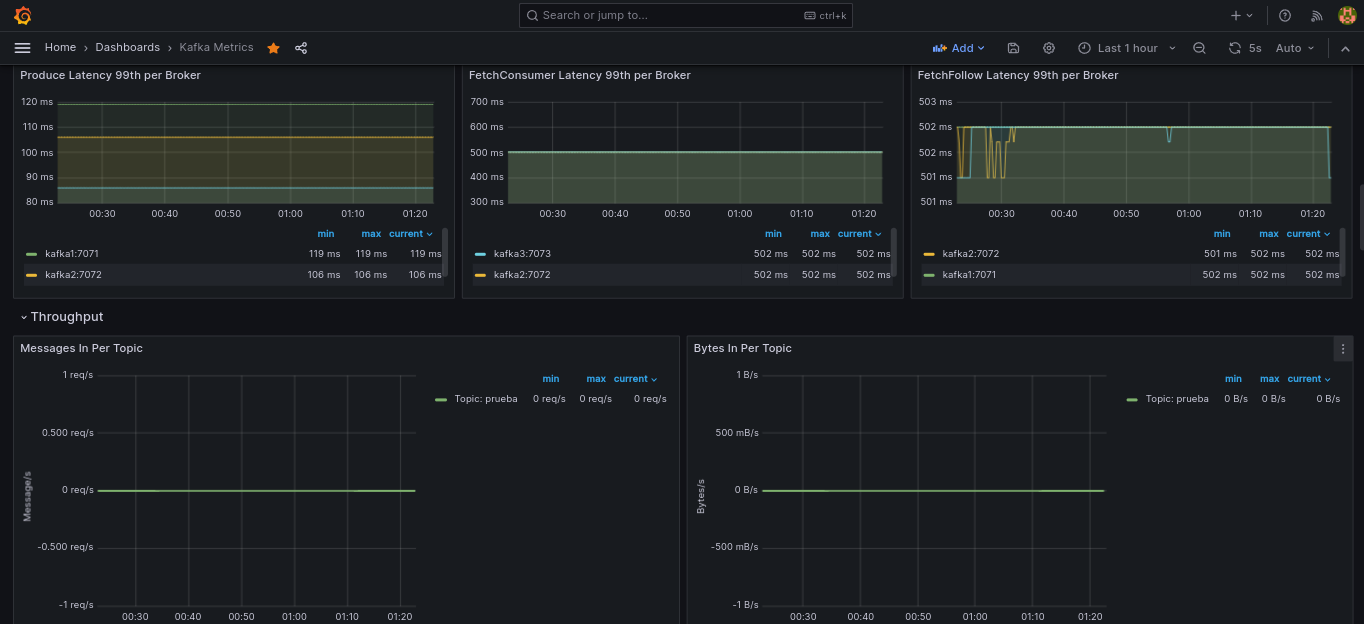 Search or jump to... ctrl+k
Home › Dashboards › Kafka Metrics Add Last 1 hour 5s Auto
Produce Latency 99th per Broker
120 ms
110 ms
100 ms
90 ms
80 ms
00:30 00:40 00:50 01:00 01:10 01:20
min max current
kafka1:7071 119 ms 119 ms 119 ms
kafka2:7072 106 ms 106 ms 106 ms
FetchConsumer Latency 99th per Broker
700 ms
600 ms
500 ms
400 ms
300 ms
00:30 00:40 00:50 01:00 01:10 01:20
min max current
kafka3:7073 502 ms 502 ms 502 ms
kafka2:7072 502 ms 502 ms 502 ms
FetchFollow Latency 99th per Broker
503 ms
502 ms
502 ms
501 ms
501 ms
00:30 00:40 00:50 01:00 01:10 01:20
min max current
kafka2:7072 501 ms 502 ms 502 ms
kafka1:7071 502 ms 502 ms 502 ms
Throughput
Messages In Per Topic
Message/s
1 req/s
0.500 req/s
0 req/s
-0.500 req/s
-1 req/s
00:30 00:40 00:50 01:00 01:10 01:20
min max current
Topic: prueba 0 req/s 0 req/s 0 req/s
Bytes In Per Topic
Bytes/s
1 B/s
500 mB/s
0 B/s
-500 mB/s
-1 B/s
00:30 00:40 00:50 01:00 01:10 01:20
min max current
Topic: prueba 0 B/s 0 B/s 0 B/s